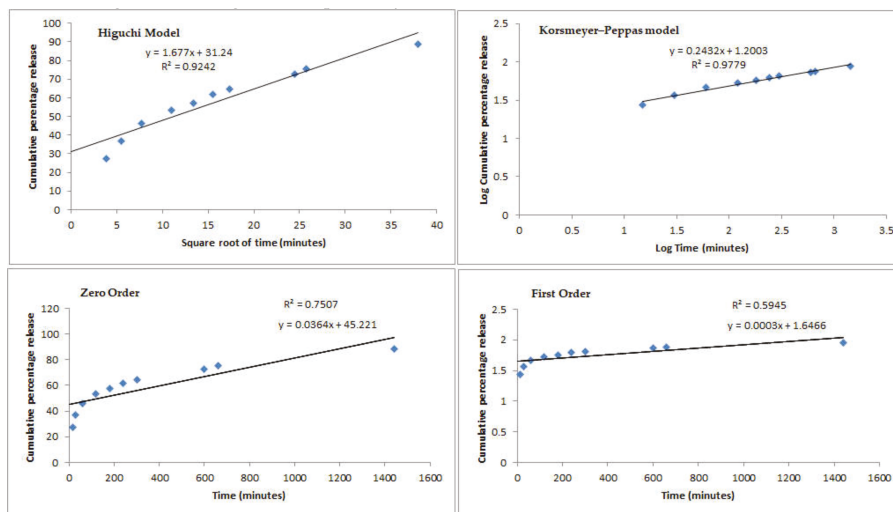 Higuchi Model
y = 1.677x + 31.24
R² = 0.9242
Cumulative perentage release
100
90
80
70
60
50
40
30
20
10
0
0 5 10 15 20 25 30 35 40
Square root of time (minutes)
Korsmeyer–Peppas model
y = 0.2432x + 1.2003
R² = 0.9779
Log Cumulative percentage release
2.5
2
1.5
1
0.5
0
0 0.5 1 1.5 2 2.5 3 3.5
Log Time (minutes)
Zero Order
R² = 0.7507
y = 0.0364x + 45.221
Cumulative percentage release
120
100
80
60
40
20
0
0 200 400 600 800 1000 1200 1400 1600
Time (minutes)
First Order
R² = 0.5945
y = 0.0003x + 1.6466
Cumulative percentage release
2.5
2
1.5
1
0.5
0
0 200 400 600 800 1000 1200 1400 1600
Time (minutes)